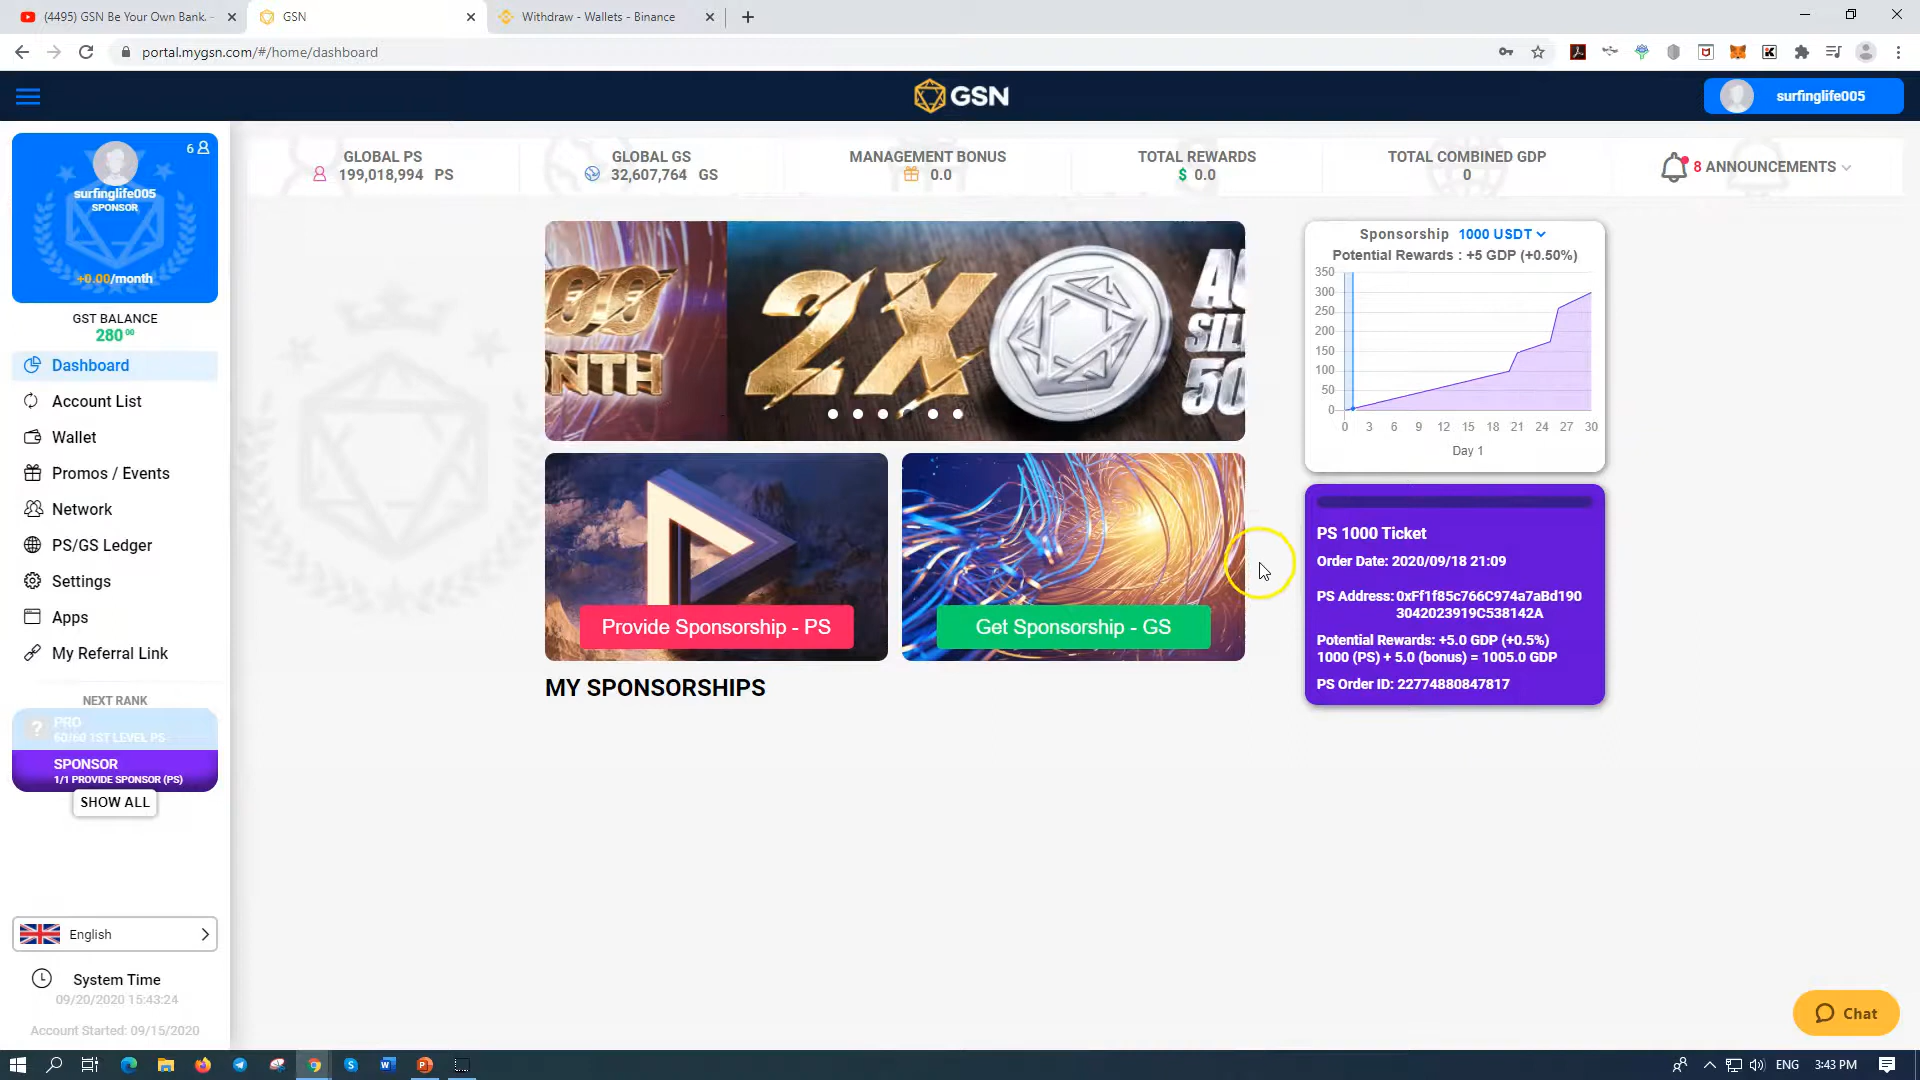 (4495) GSN Be Your Own Bank. -
GSN
Withdraw - Wallets - Binance
portal.mygsn.com/#/home/dashboard
GSN
surfinglife005
6
surfinglife005
SPONSOR
+0.00/month
GST BALANCE
280.00
Dashboard
Account List
Wallet
Promos / Events
Network
PS/GS Ledger
Settings
Apps
My Referral Link
NEXT RANK
PRO
60/60 1ST LEVEL PS
SPONSOR
1/1 PROVIDE SPONSOR (PS)
SHOW ALL
English
System Time
09/20/2020 15:43:24
Account Started: 09/15/2020
GLOBAL PS
199,018,994 PS
GLOBAL GS
32,607,764 GS
MANAGEMENT BONUS
0.0
TOTAL REWARDS
$ 0.0
TOTAL COMBINED GDP
0
8 ANNOUNCEMENTS
2X
Provide Sponsorship - PS
Get Sponsorship - GS
MY SPONSORSHIPS
Sponsorship 1000 USDT
Potential Rewards : +5 GDP (+0.50%)
350
300
250
200
150
100
50
0
0 3 6 9 12 15 18 21 24 27 30
Day 1
PS 1000 Ticket
Order Date: 2020/09/18 21:09
PS Address: 0xFf1f85c766C974a7aBd190
3042023919C538142A
Potential Rewards: +5.0 GDP (+0.5%)
1000 (PS) + 5.0 (bonus) = 1005.0 GDP
PS Order ID: 22774880847817
Chat
ENG
3:43 PM